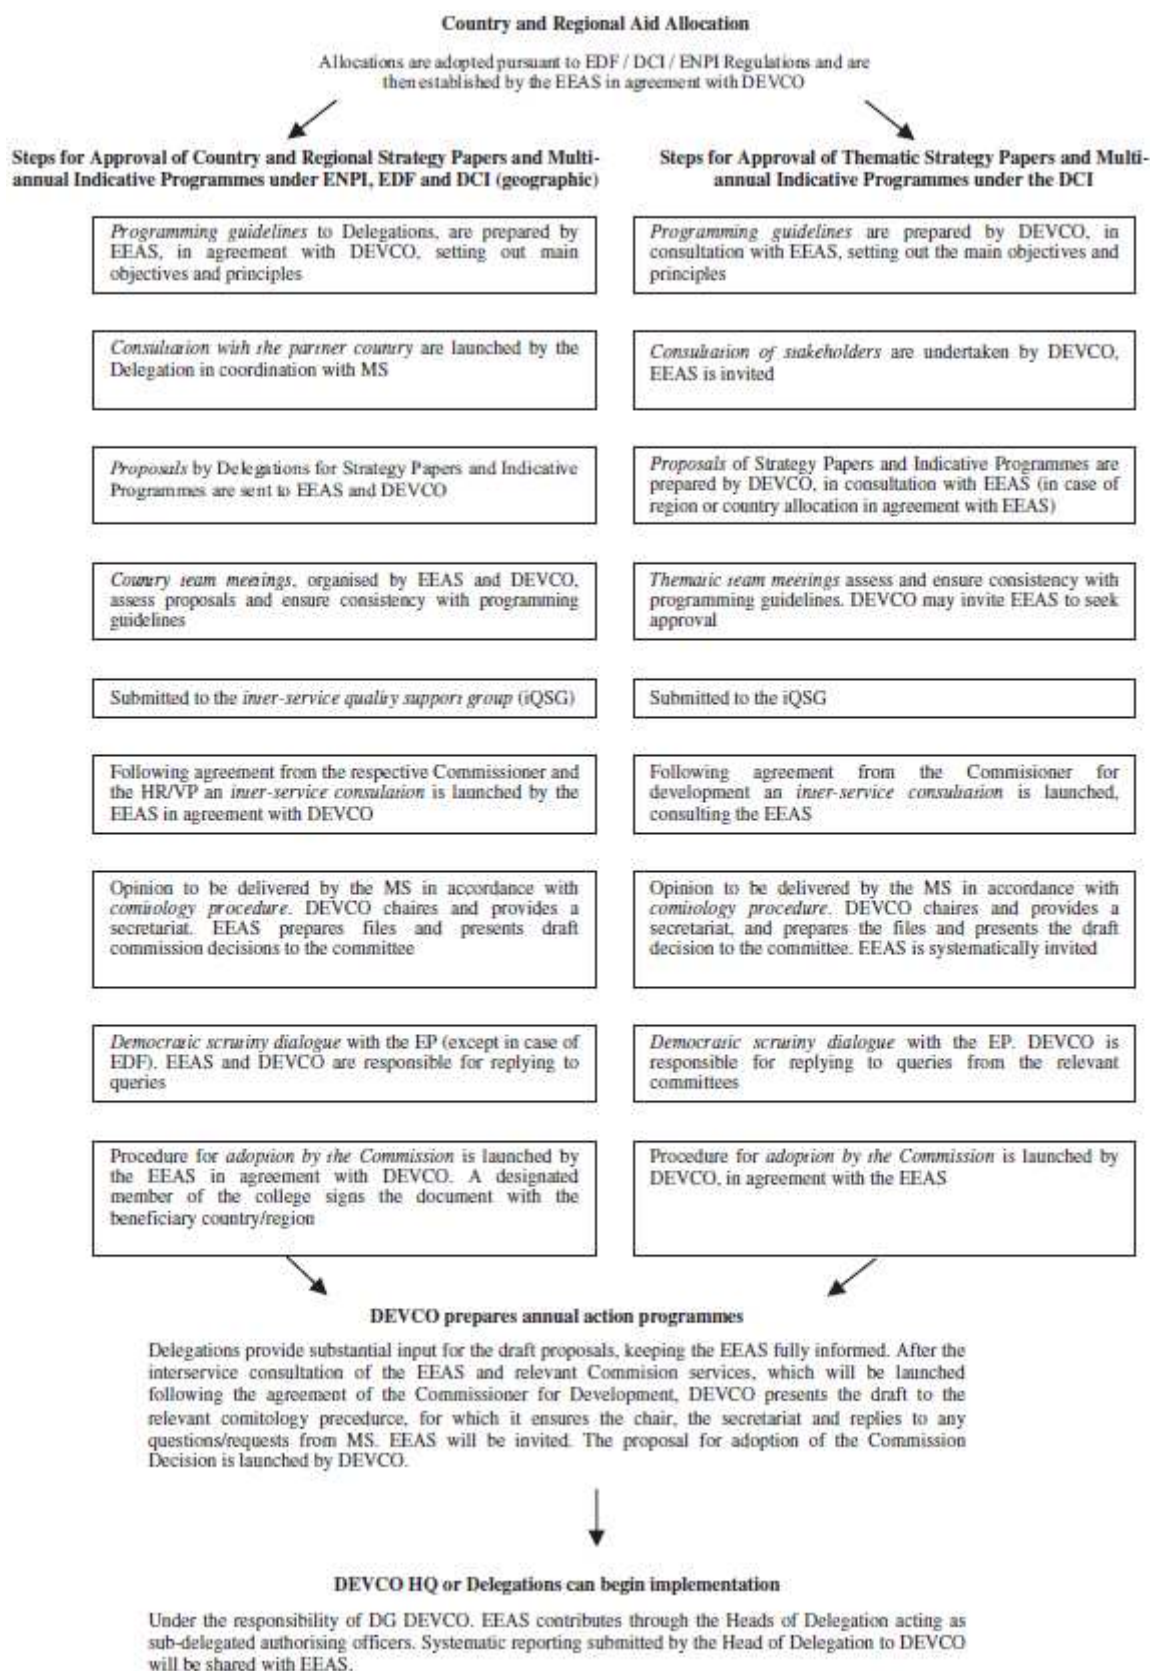 Country and Regional Aid Allocation
Allocations are adopted pursuant to EDF / DCI / ENPI Regulations and are
then established by the EEAS in agreement with DEVCO
Steps for Approval of Country and Regional Strategy Papers and Multi-
annual Indicative Programmes under ENPI, EDF and DCI (geographic)
Programming guidelines to Delegations, are prepared by
EEAS, in agreement with DEVCO, setting out main
objectives and principles
Consultation with the partner country are launched by the
Delegation in coordination with MS
Proposals by Delegations for Strategy Papers and Indicative
Programmes are sent to EEAS and DEVCO
Country team meetings, organised by EEAS and DEVCO,
assess proposals and ensure consistency with programming
guidelines
Submitted to the inter-service quality support group (iQSG)
Following agreement from the respective Commissioner and
the HR/VP an inter-service consulation is launched by the
EEAS in agreement with DEVCO
Opinion to be delivered by the MS in accordance with
comitology procedure. DEVCO chaires and provides a
secretariat. EEAS prepares files and presents draft
commission decisions to the committee
Democratic scrutiny dialogue with the EP (except in case of
EDF). EEAS and DEVCO are responsible for replying to
queries
Procedure for adoption by the Commission is launched by
the EEAS in agreement with DEVCO. A designated
member of the college signs the document with the
beneficiary country/region
Steps for Approval of Thematic Strategy Papers and Multi-
annual Indicative Programmes under the DCI
Programming guidelines are prepared by DEVCO, in
consultation with EEAS, setting out the main objectives and
principles
Consultation of stakeholders are undertaken by DEVCO,
EEAS is invited
Proposals of Strategy Papers and Indicative Programmes are
prepared by DEVCO, in consultation with EEAS (in case of
region or country allocation in agreement with EEAS)
Thematic team meetings assess and ensure consistency with
programming guidelines. DEVCO may invite EEAS to seek
approval
Submitted to the iQSG
Following agreement from the Commisioner for
development an inter-service consultation is launched,
consulting the EEAS
Opinion to be delivered by the MS in accordance with
comitology procedure. DEVCO chaires and provides a
secretariat, and prepares the files and presents the draft
decision to the committee. EEAS is systematically invited
Democratic scrutiny dialogue with the EP. DEVCO is
responsible for replying to queries from the relevant
committees
Procedure for adoption by the Commission is launched by
DEVCO, in agreement with the EEAS
DEVCO prepares annual action programmes
Delegations provide substantial input for the draft proposals, keeping the EEAS fully informed. After the
interservice consultation of the EEAS and relevant Commision services, which will be launched
following the agreement of the Commissioner for Development, DEVCO presents the draft to the
relevant comitology precedurce, for which it ensures the chair, the secretariat and replies to any
questions/requests from MS. EEAS will be invited. The proposal for adoption of the Commission
Decision is launched by DEVCO.
DEVCO HQ or Delegations can begin implementation
Under the responsibility of DG DEVCO. EEAS contributes through the Heads of Delegation acting as
sub-delegated authorising officers. Systematic reporting submitted by the Head of Delegation to DEVCO
will be shared with EEAS.